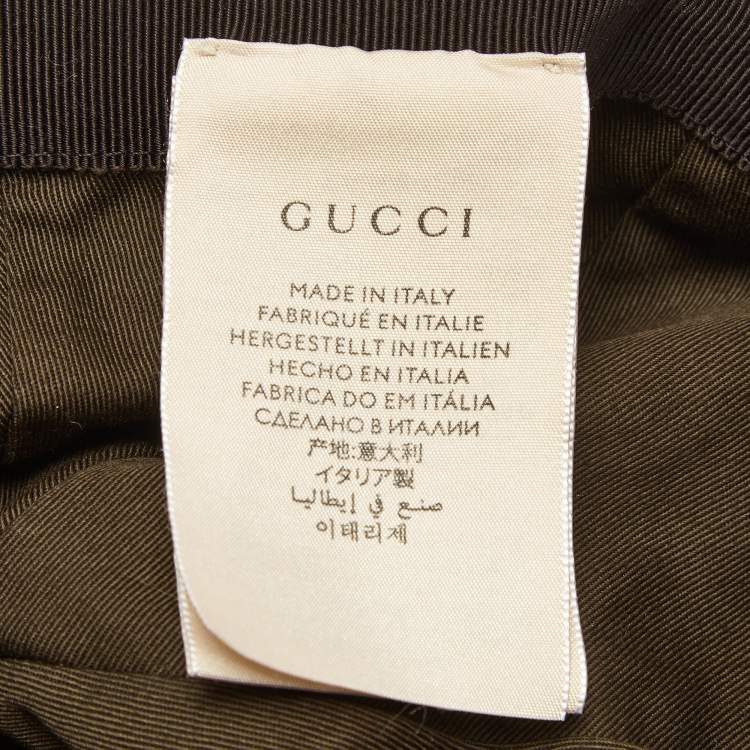 GUCCI
MADE IN ITALY
FABRIQUÉ EN ITALIE
HERGESTELLT IN ITALIEN
HECHO EN ITALIA
FABRICA DO EM ITÁLIA
СДЕЛАНО В ИТАЛИИ
产地:意大利
イタリア製
صنع في إيطاليا
이태리제